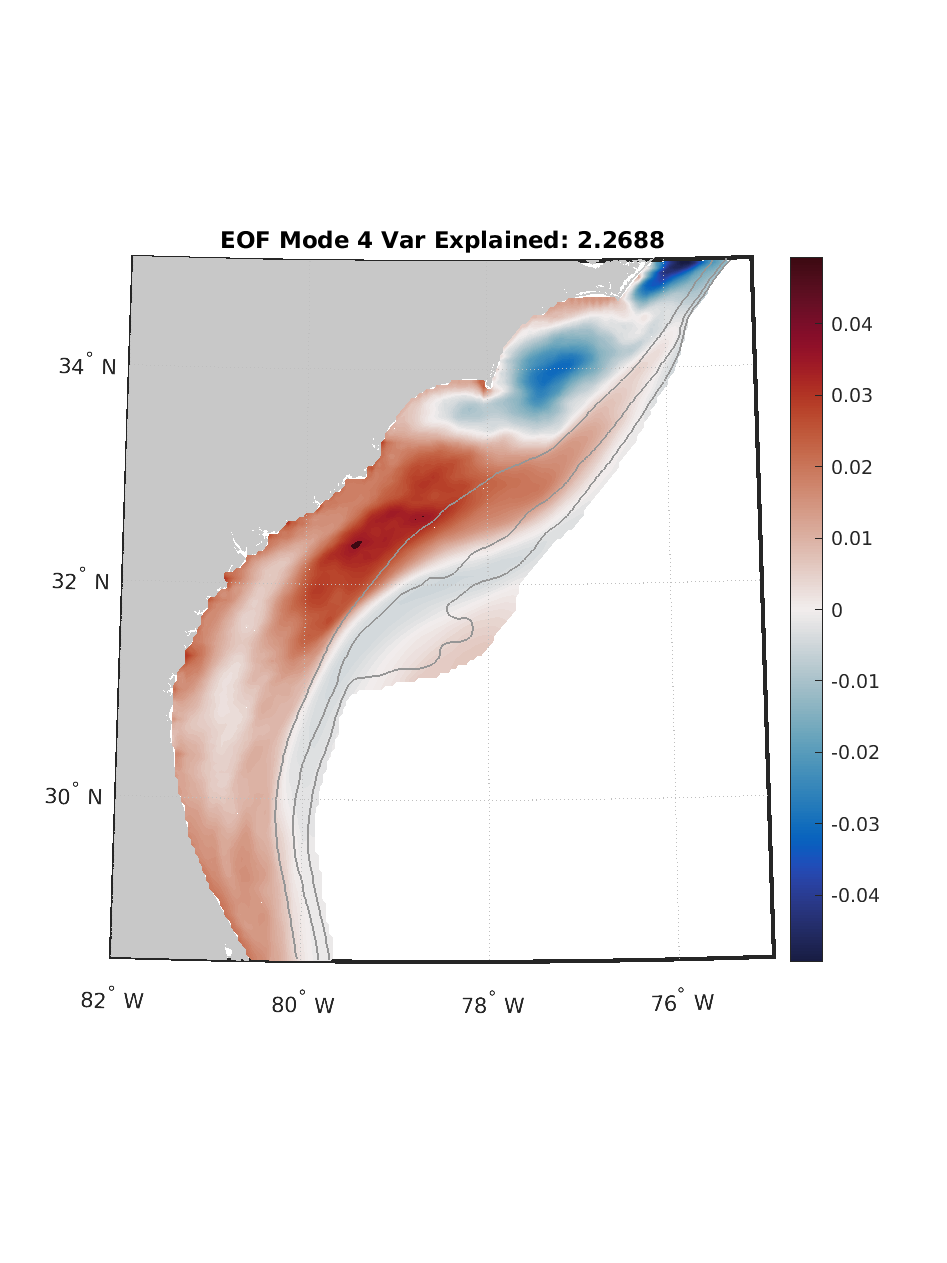 EOF Mode 4 Var Explained: 2.2688
34° N
32° N
30° N
82° W
80° W
78° W
76° W
0.04
0.03
0.02
0.01
0
-0.01
-0.02
-0.03
-0.04